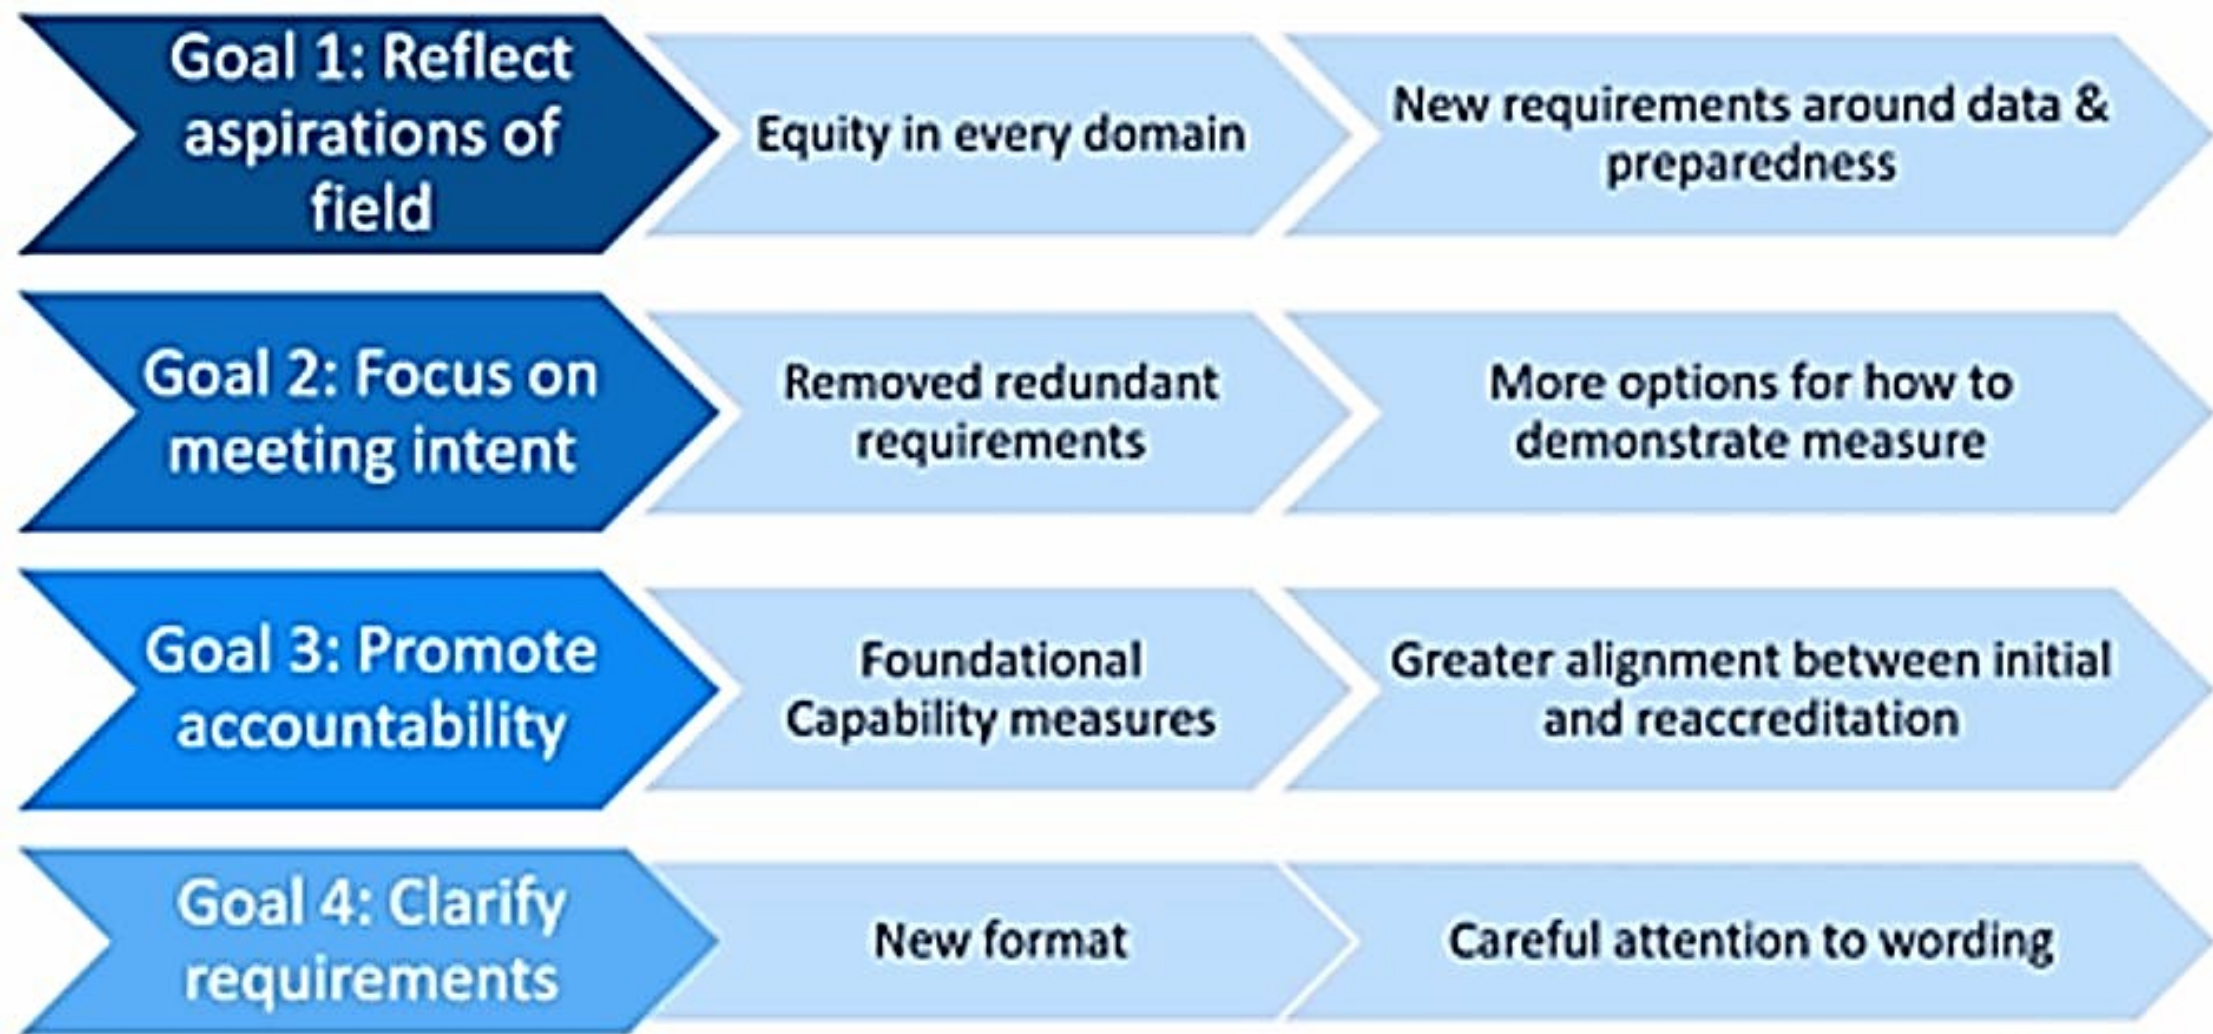 Goal 1: Reflect
aspirations of
field
Equity in every domain
New requirements around data &
preparedness
Goal 2: Focus on
meeting intent
Removed redundant
requirements
More options for how to
demonstrate measure
Goal 3: Promote
accountability
Foundational
Capability measures
Greater alignment between initial
and reaccreditation
Goal 4: Clarify
requirements
New format
Careful attention to wording